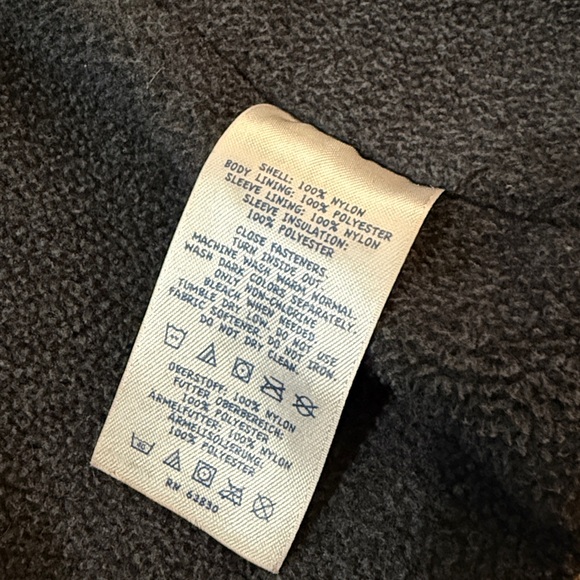 SHELL: 100% NYLON
BODY LINING: 100% POLYESTER
SLEEVE LINING: 100% NYLON
SLEEVE INSULATION:
100% POLYESTER
CLOSE FASTENERS.
TURN INSIDE OUT.
MACHINE WASH WARM, NORMAL.
WASH DARK COLORS SEPARATELY.
ONLY NON-CHLORINE
BLEACH WHEN NEEDED.
TUMBLE DRY LOW. DO NOT USE
FABRIC SOFTENER. DO NOT IRON.
DO NOT DRY CLEAN.
OBERSTOFF: 100% NYLON
FUTTER OBERBEREICH:
100% POLYESTER
ÄRMELFUTTER: 100% NYLON
ÄRMELISOLIERUNG:
100% POLYESTER
RN 63850